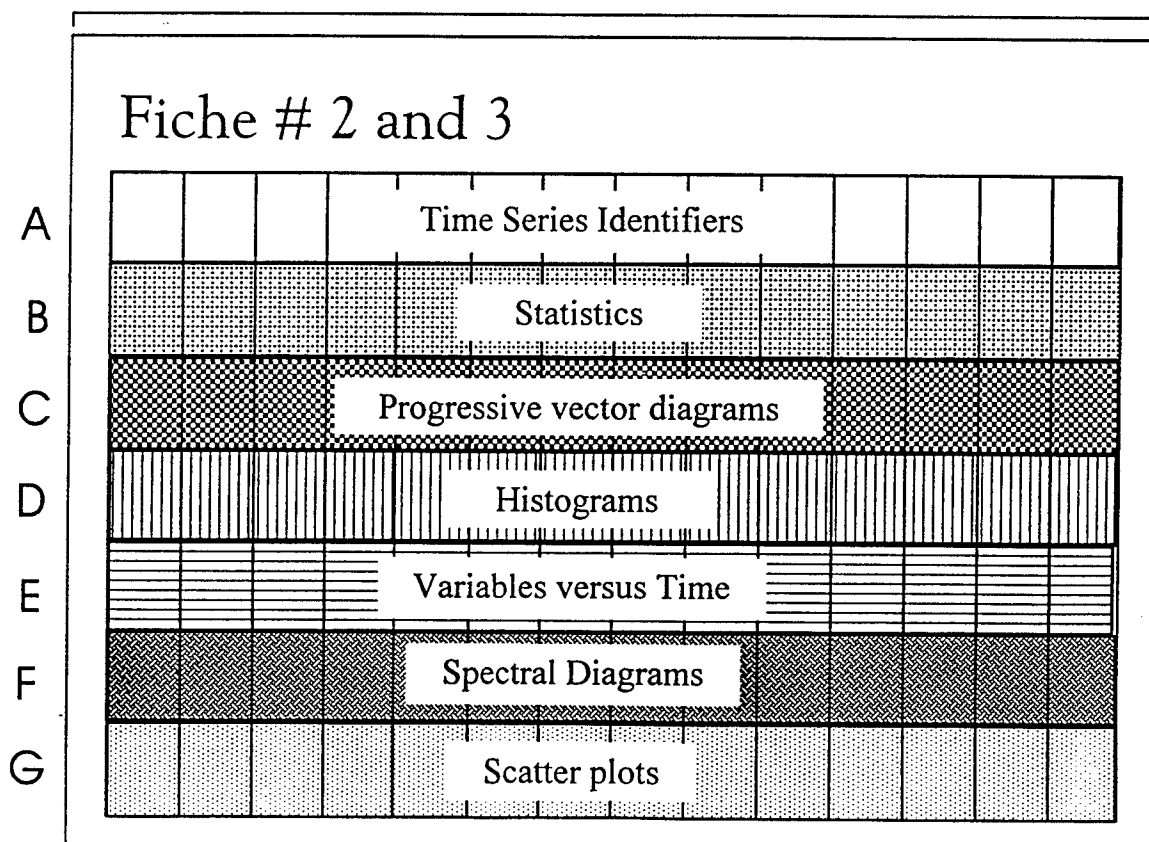 Fiche # 2 and 3
A Time Series Identifiers
B Statistics
C Progressive vector diagrams
D Histograms
E Variables versus Time
F Spectral Diagrams
G Scatter plots